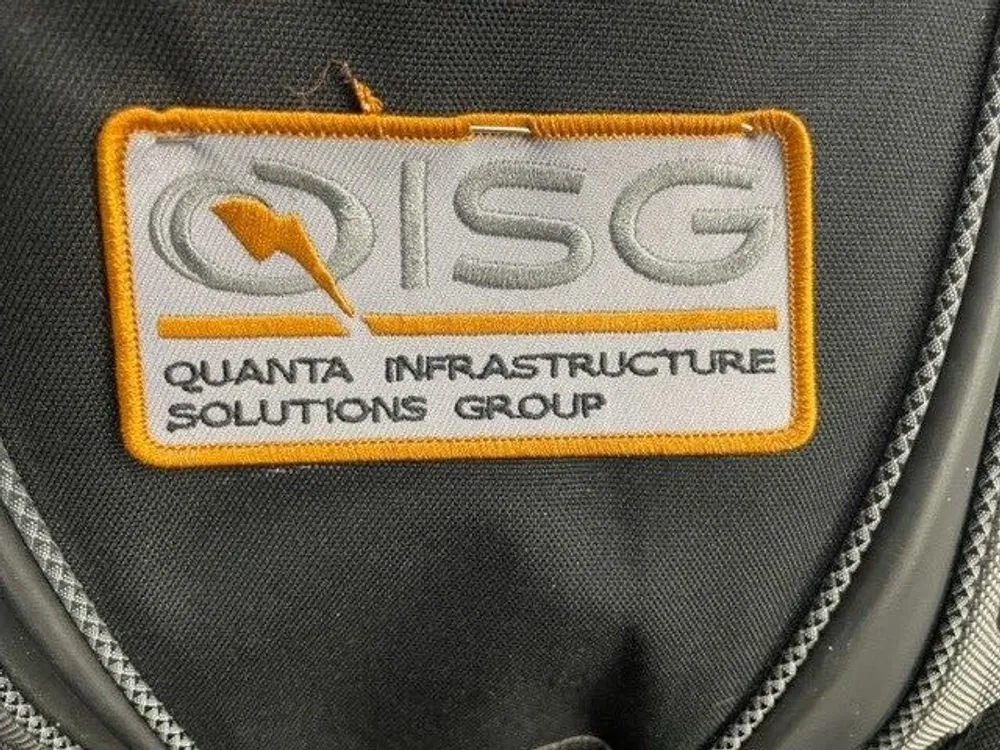 QISG
QUANTA INFRASTRUCTURE
SOLUTIONS GROUP